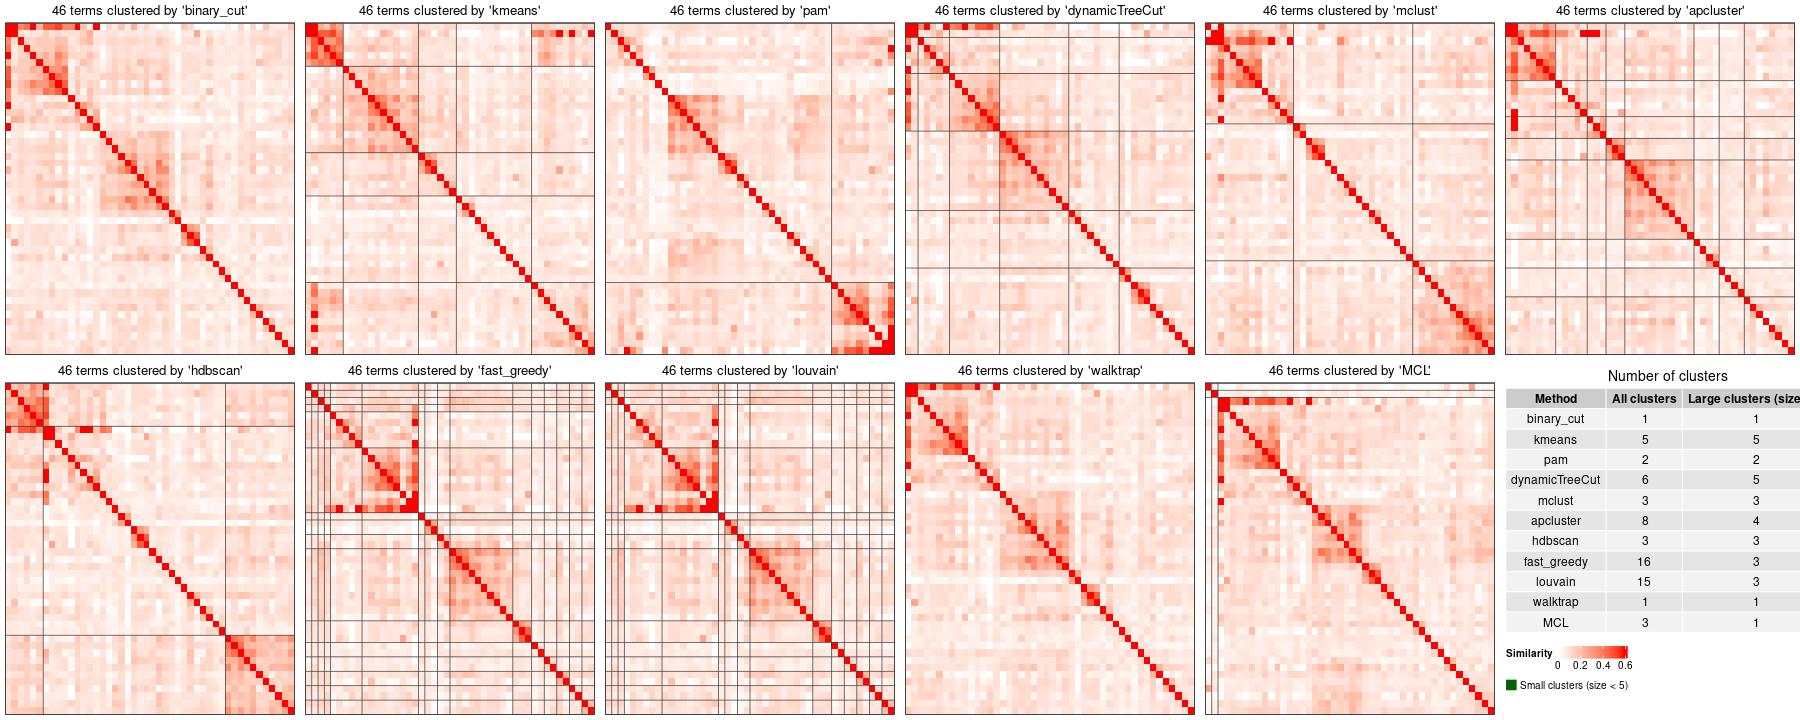 46 terms clustered by 'binary_cut'
46 terms clustered by 'kmeans'
46 terms clustered by 'pam'
46 terms clustered by 'dynamicTreeCut'
46 terms clustered by 'mclust'
46 terms clustered by 'apcluster'
46 terms clustered by 'hdbscan'
46 terms clustered by 'fast_greedy'
46 terms clustered by 'louvain'
46 terms clustered by 'walktrap'
46 terms clustered by 'MCL'
Number of clusters
Method All clusters Large clusters (size
binary_cut 1 1
kmeans 5 5
pam 2 2
dynamicTreeCut 6 5
mclust 3 3
apcluster 8 4
hdbscan 3 3
fast_greedy 16 3
louvain 15 3
walktrap 1 1
MCL 3 1
Similarity
0 0.2 0.4 0.6
Small clusters (size < 5)